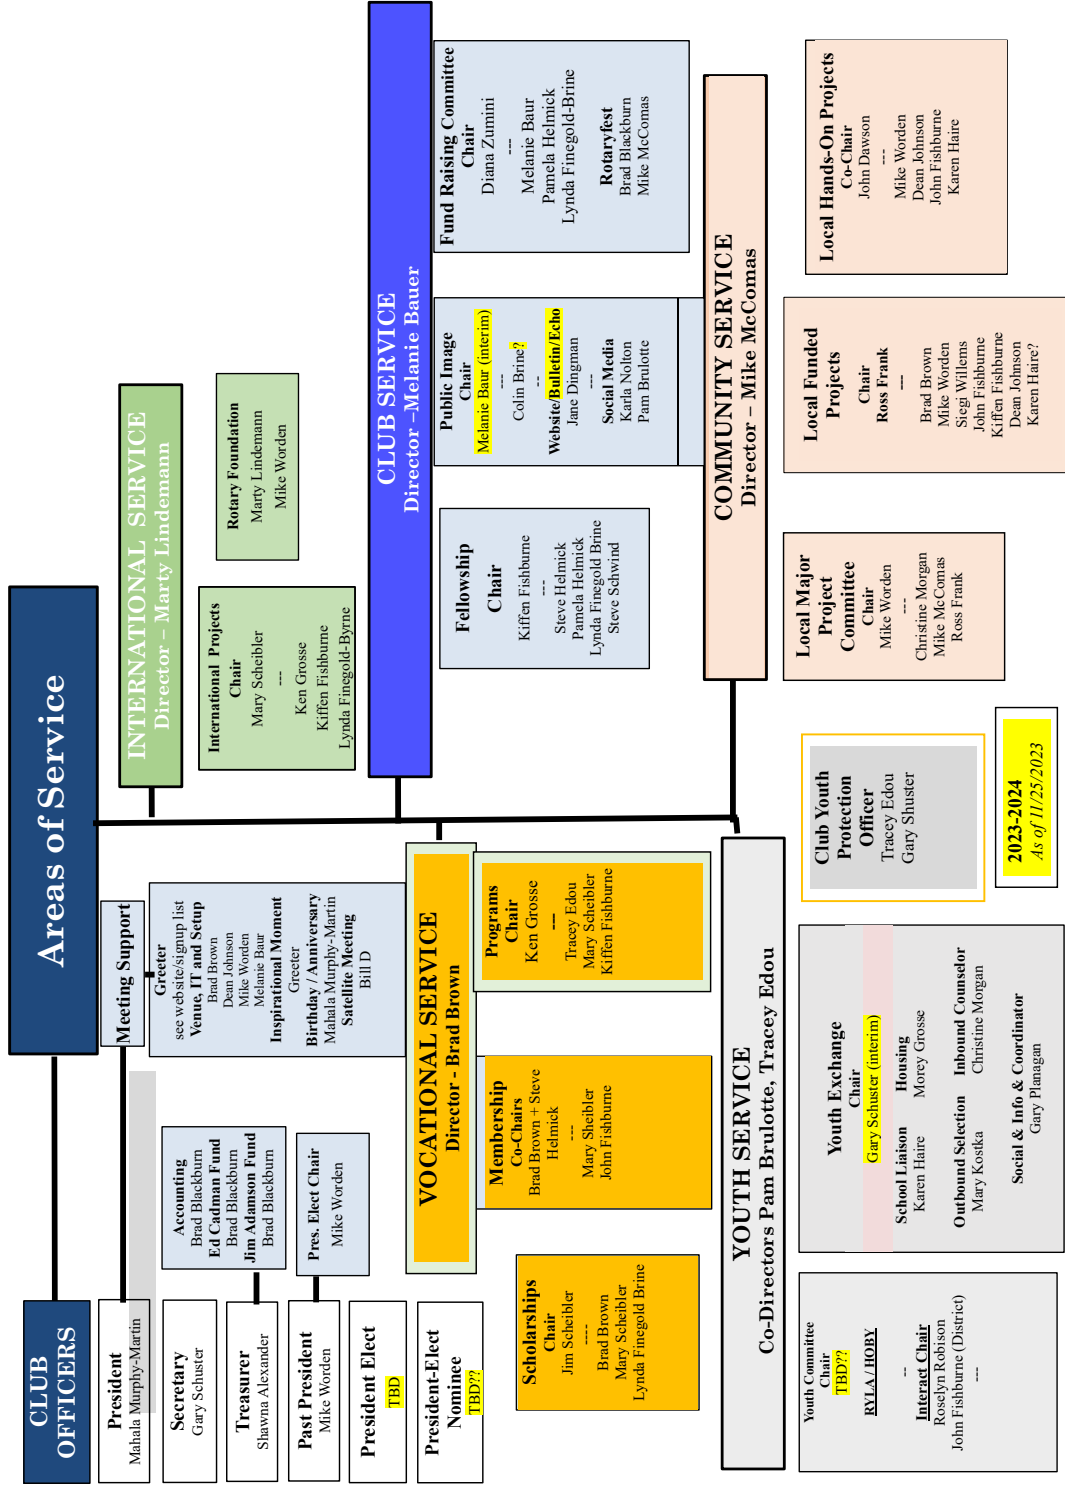 CLUB
OFFICERS
President
Mahala Murphy-Martin
Secretary
Gary Schuster
Treasurer
Shawna Alexander
Past President
Mike Worden
President Elect
TBD
President-Elect
Nominee
TBD??
Accounting
Brad Blackburn
Ed Cadman Fund
Brad Blackburn
Jim Adamson Fund
Brad Blackburn
Pres. Elect Chair
Mike Worden
Areas of Service
Meeting Support
Greeter
see website/signup list
Venue, IT and Setup
Brad Brown
Dean Johnson
Mike Worden
Melanie Baur
Inspirational Moment
Greeter
Birthday / Anniversary
Mahala Murphy-Martin
Satellite Meeting
Bill D
INTERNATIONAL SERVICE
Director – Marty Lindemann
International Projects
Chair
Mary Scheibler
---
Ken Grosse
Kiffen Fishburne
Lynda Finegold-Byrne
Rotary Foundation
Marty Lindemann
Mike Worden
CLUB SERVICE
Director –Melanie Bauer
Fellowship
Chair
Kiffen Fishburne
---
Steve Helmick
Pamela Helmick
Lynda Finegold Brine
Steve Schwind
Public Image
Chair
Melanie Baur (interim)
---
Colin Brine?
--
Website/Bulletin/Echo
Jane Dingman
---
Social Media
Karla Nolton
Pam Brulotte
Fund Raising Committee
Chair
Diana Zumini
---
Melanie Baur
Pamela Helmick
Lynda Finegold-Brine
Rotaryfest
Brad Blackburn
Mike McComas
VOCATIONAL SERVICE
Director - Brad Brown
Scholarships
Chair
Jim Scheibler
----
Brad Brown
Mary Scheibler
Lynda Finegold Brine
Membership
Co-Chairs
Brad Brown + Steve
Helmick
---
Mary Sheibler
John Fishburne
Programs
Chair
Ken Grosse
---
Tracey Edou
Mary Scheibler
Kiffen Fishburne
COMMUNITY SERVICE
Director – Mike McComas
Local Major
Project
Committee
Chair
Mike Worden
---
Christine Morgan
Mike McComas
Ross Frank
Local Funded
Projects
Chair
Ross Frank
---
Brad Brown
Mike Worden
Siegi Willems
John Fishburne
Kiffen Fishburne
Dean Johnson
Karen Haire?
Local Hands-On Projects
Co-Chair
John Dawson
---
Mike Worden
Dean Johnson
John Fishburne
Karen Haire
YOUTH SERVICE
Co-Directors Pam Brulotte, Tracey Edou
Youth Committee
Chair
TBD??
RYLA / HOBY
--
Interact Chair
Roselyn Robison
John Fishburne (District)
---
Youth Exchange
Chair
Gary Schuster (interim)
School Liaison Housing
Karen Haire Morey Grosse
Outbound Selection Inbound Counselor
Mary Kostka Christine Morgan
Social & Info & Coordinator
Gary Planagan
Club Youth
Protection
Officer
Tracey Edou
Gary Shuster
2023-2024
As of 11/25/2023